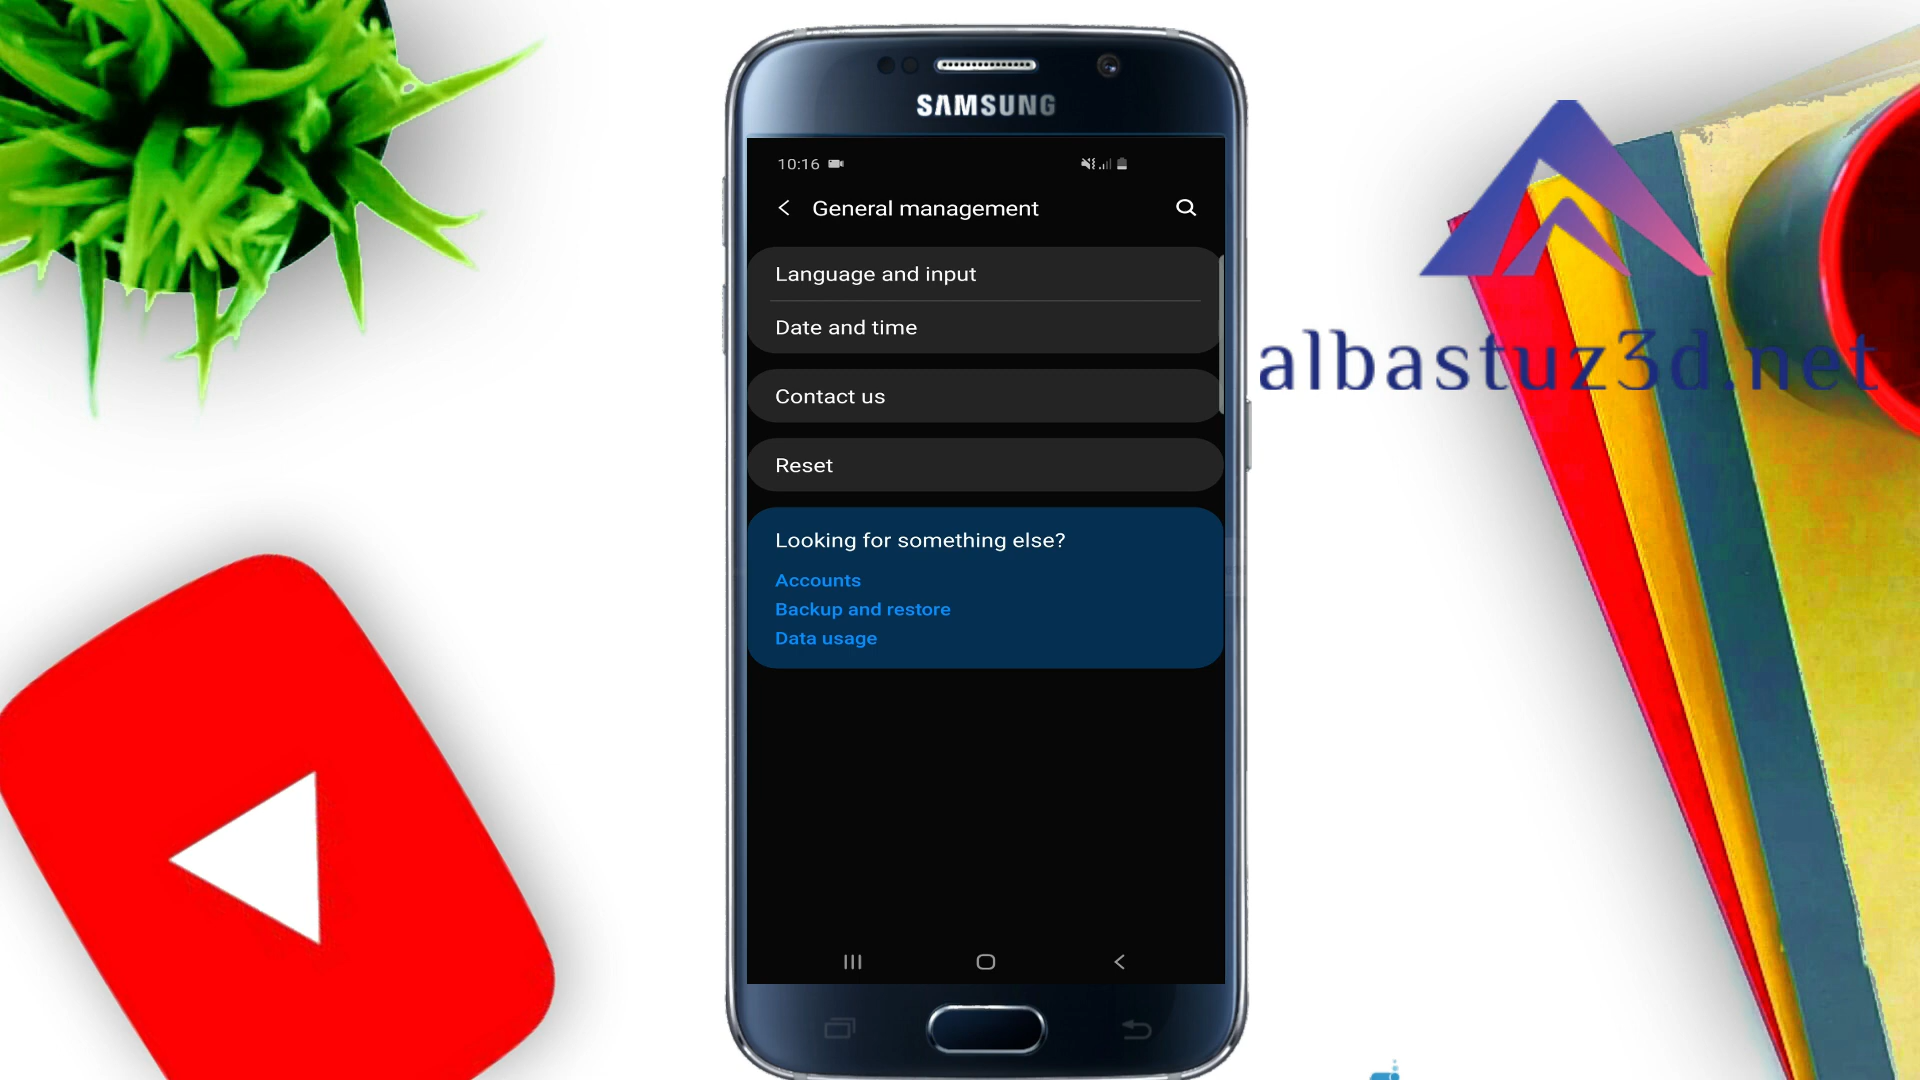 SAMSUNG
10:16
General management
Language and input
Date and time
Contact us
Reset
Looking for something else?
Accounts
Backup and restore
Data usage
albastuz3d.net